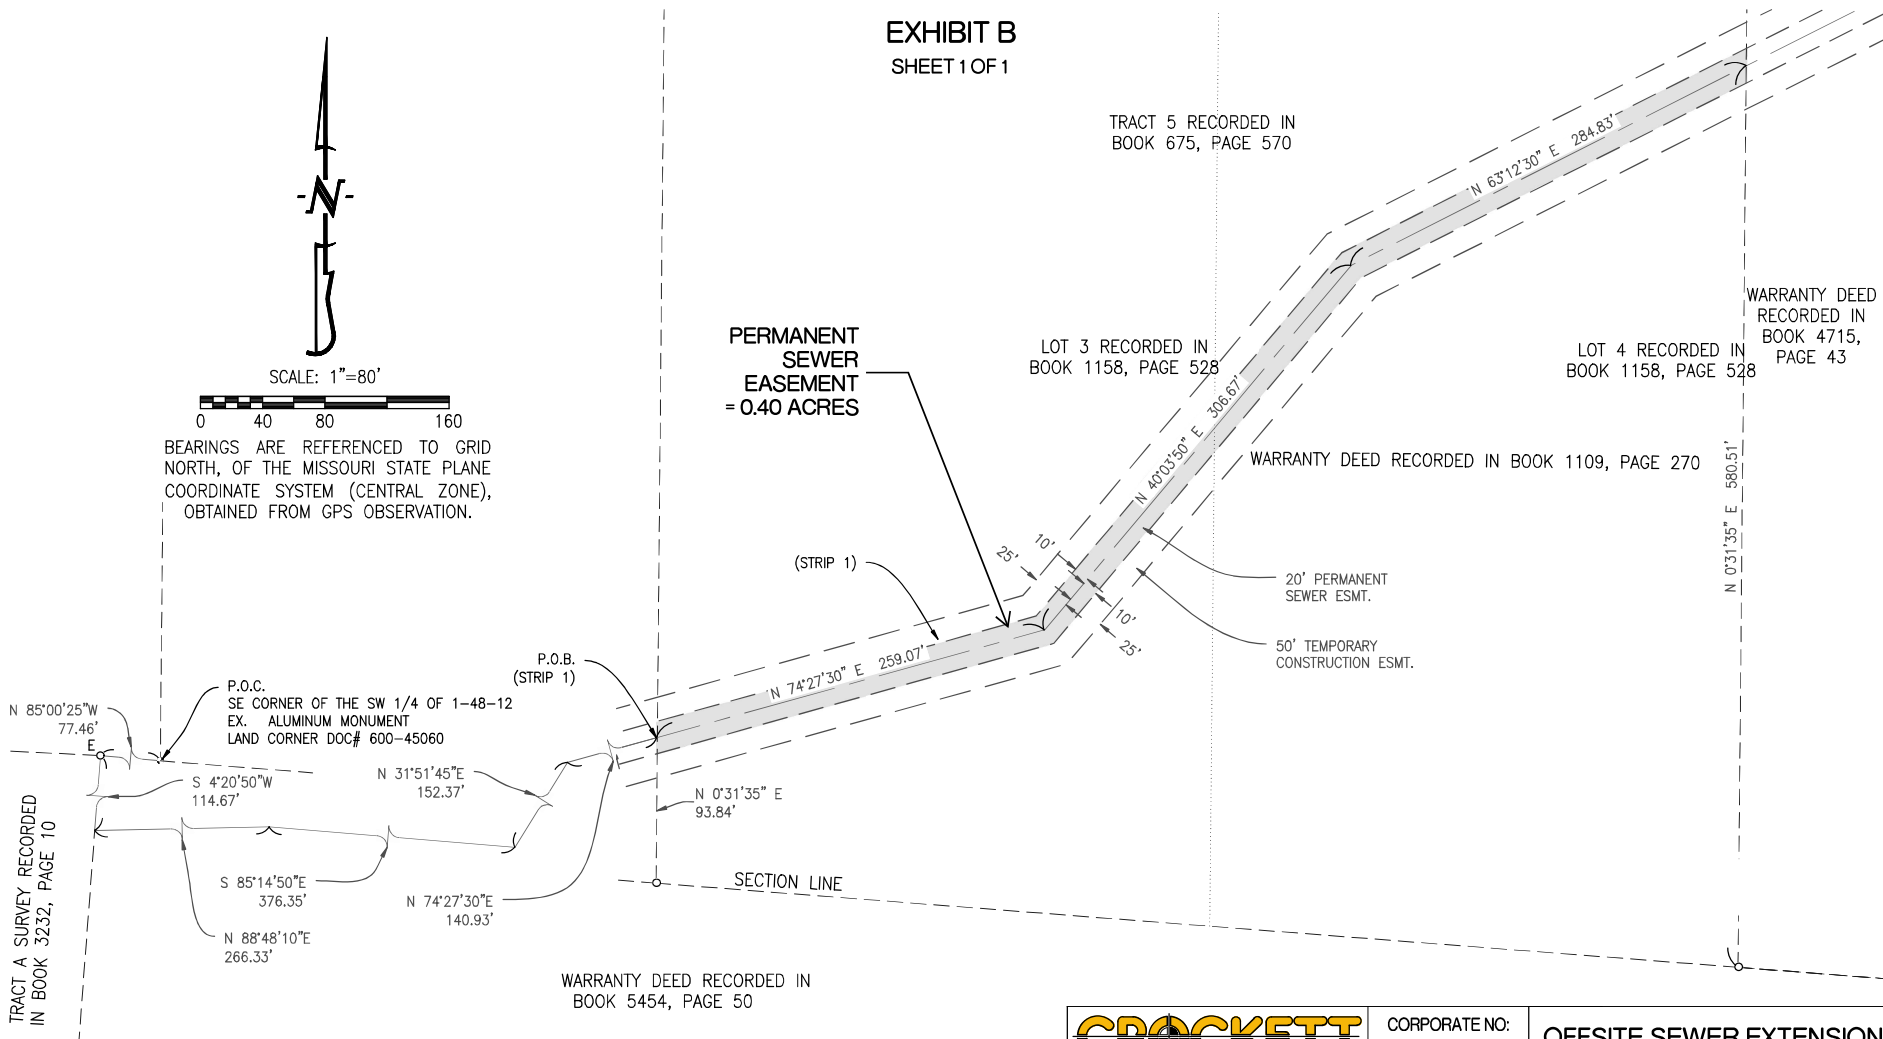 EXHIBIT B
SHEET 1 OF 1
N
SCALE: 1"=80'
0 40 80 160
BEARINGS ARE REFERENCED TO GRID
NORTH, OF THE MISSOURI STATE PLANE
COORDINATE SYSTEM (CENTRAL ZONE),
OBTAINED FROM GPS OBSERVATION.
TRACT 5 RECORDED IN
BOOK 675, PAGE 570
N 63°12'30" E 284.83'
WARRANTY DEED
RECORDED IN
BOOK 4715,
PAGE 43
PERMANENT
SEWER
EASEMENT
= 0.40 ACRES
LOT 3 RECORDED IN
BOOK 1158, PAGE 528
LOT 4 RECORDED IN
BOOK 1158, PAGE 528
N 40°03'50" E 306.67'
WARRANTY DEED RECORDED IN BOOK 1109, PAGE 270
N 0°31'35" E 580.51'
(STRIP 1)
25'
10'
10'
25'
20' PERMANENT
SEWER ESMT.
50' TEMPORARY
CONSTRUCTION ESMT.
P.O.B.
(STRIP 1)
N 74°27'30" E 259.07'
P.O.C.
SE CORNER OF THE SW 1/4 OF 1-48-12
EX. ALUMINUM MONUMENT
LAND CORNER DOC# 600-45060
N 85°00'25"W
77.46'
E
S 4°20'50"W
114.67'
N 31°51'45"E
152.37'
N 0°31'35" E
93.84'
S 85°14'50"E
376.35'
N 74°27'30"E
140.93'
N 88°48'10"E
266.33'
SECTION LINE
TRACT A SURVEY RECORDED
IN BOOK 3232, PAGE 10
WARRANTY DEED RECORDED IN
BOOK 5454, PAGE 50
CROCKETT
CORPORATE NO:
OFFSITE SEWER EXTENSION